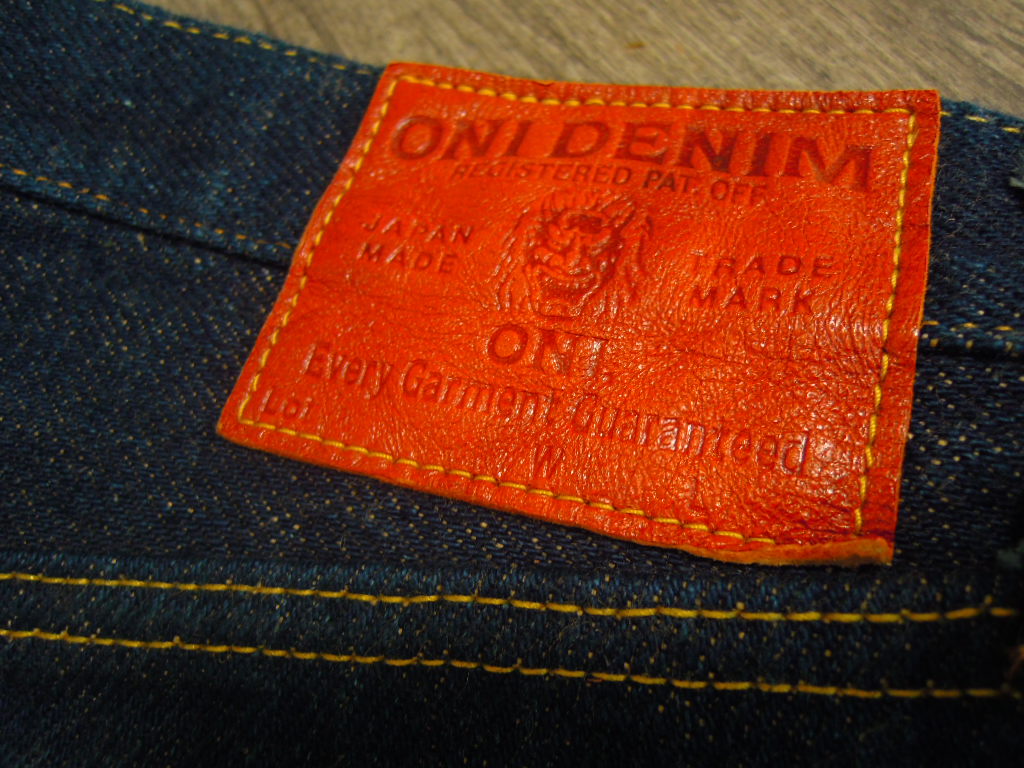 ONI DENIM
REGISTERED PAT. OFF
JAPAN
MADE
TRADE
MARK
ONI.
Every Garment Guaranteed
Lot
W